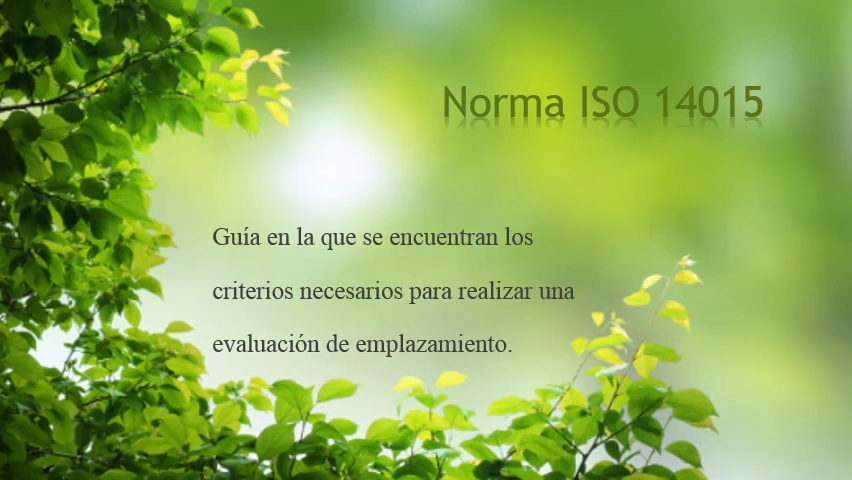 Norma ISO 14015
Guía en la que se encuentran los
criterios necesarios para realizar una
evaluación de emplazamiento.